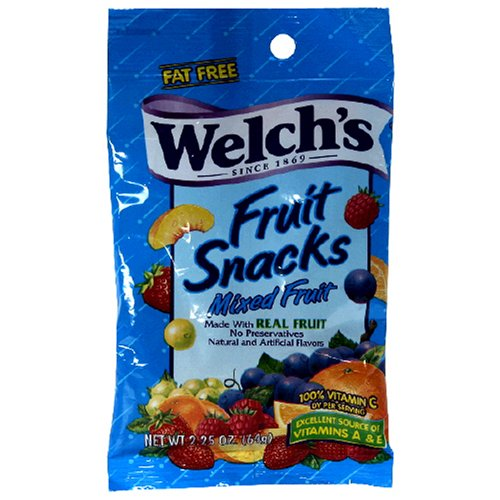 FAT FREE
Welch's
SINCE 1869
Fruit
Snacks
Mixed Fruit
Made With REAL FRUIT
No Preservatives
Natural and Artificial Flavors
100% VITAMIN C
DV PER SERVING
EXCELLENT SOURCE OF
VITAMINS A & E
NET WT 2.25 OZ. (64g)